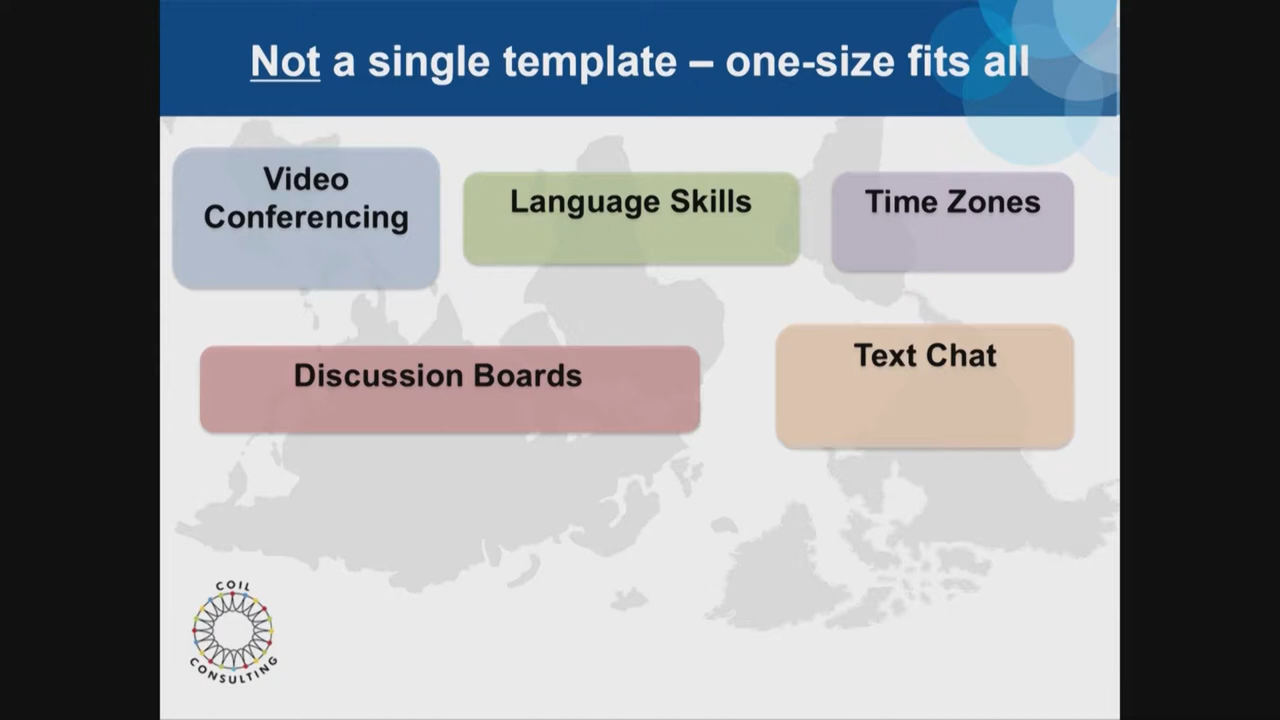 Not a single template – one-size fits all
Video
Conferencing
Language Skills
Time Zones
Discussion Boards
Text Chat
COIL
CONSULTING